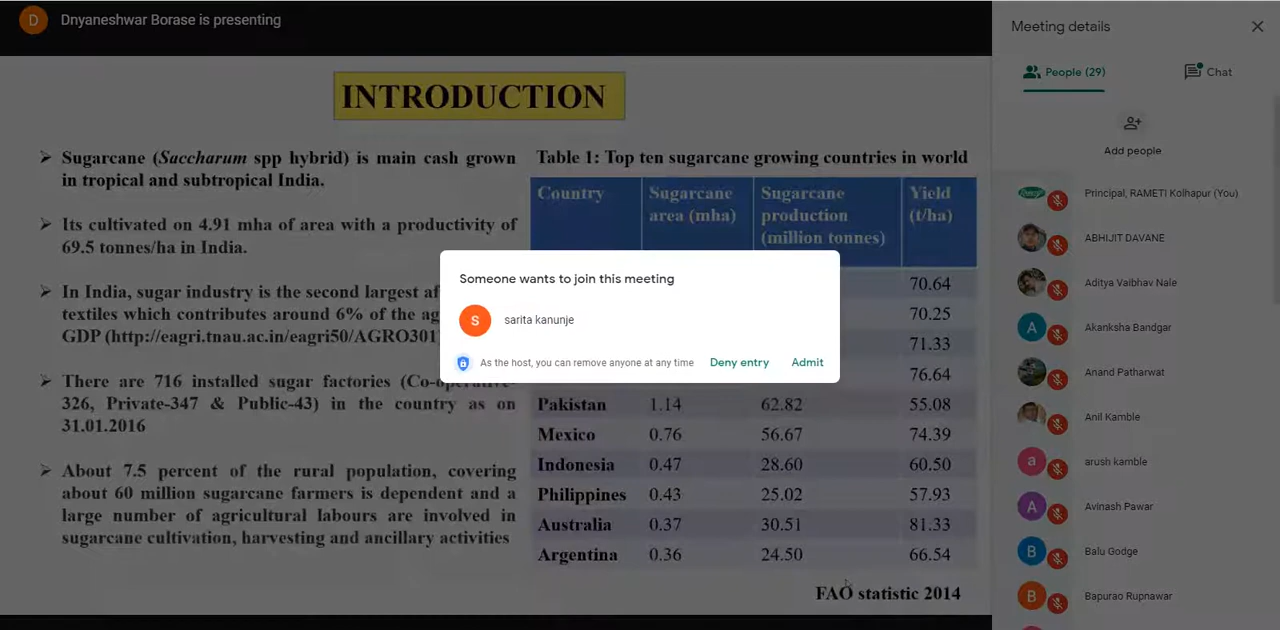 D
Dnyaneshwar Borase is presenting
INTRODUCTION
Sugarcane (Saccharum spp hybrid) is main cash grown
in tropical and subtropical India.
Its cultivated on 4.91 mha of area with a productivity of
69.5 tonnes/ha in India.
In India, sugar industry is the second largest af
textiles which contributes around 6% of the ag
GDP (http://eagri.tnau.ac.in/eagri50/AGRO301
There are 716 installed sugar factories (Co-operative-
326, Private-347 & Public-43) in the country as on
31.01.2016
About 7.5 percent of the rural population, covering
about 60 million sugarcane farmers is dependent and a
large number of agricultural labours are involved in
sugarcane cultivation, harvesting and ancillary activities
Table 1: Top ten sugarcane growing countries in world
Country Sugarcane area (mha) Sugarcane production (million tonnes) Yield (t/ha)
70.64
70.25
71.33
76.64
Pakistan 1.14 62.82 55.08
Mexico 0.76 56.67 74.39
Indonesia 0.47 28.60 60.50
Philippines 0.43 25.02 57.93
Australia 0.37 30.51 81.33
Argentina 0.36 24.50 66.54
FAO statistic 2014
Someone wants to join this meeting
S
sarita kanunje
As the host, you can remove anyone at any time
Deny entry
Admit
Meeting details
People (29)
Chat
Add people
Principal, RAMETI Kolhapur (You)
ABHIJIT DAVANE
Aditya Vaibhav Nale
A
Akanksha Bandgar
Anand Patharwat
Anil Kamble
a
arush kamble
A
Avinash Pawar
B
Balu Godge
B
Bapurao Rupnawar